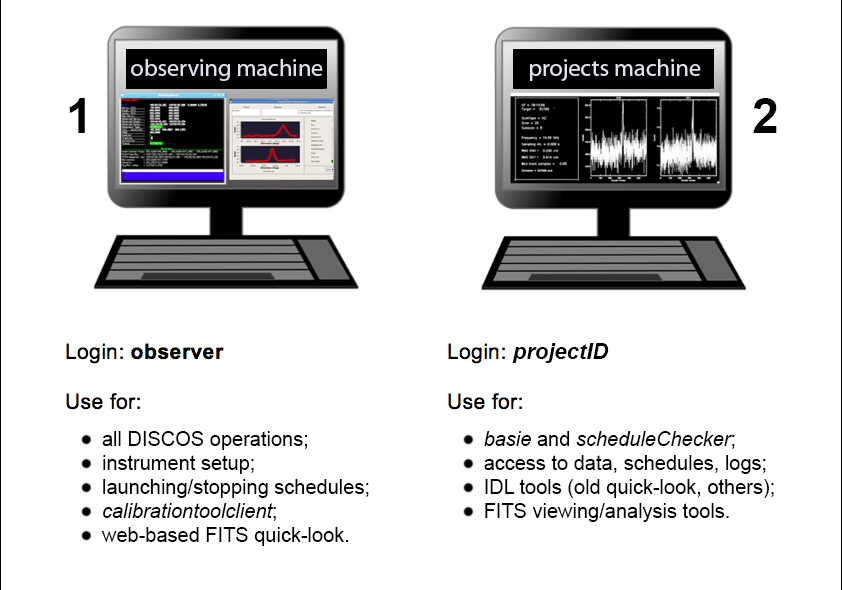 observing machine
projects machine
1
2
Login: observer
Use for:
all DISCOS operations;
instrument setup;
launching/stopping schedules;
calibrationtoolclient;
web-based FITS quick-look.
Login: projectID
Use for:
basie and scheduleChecker;
access to data, schedules, logs;
IDL tools (old quick-look, others);
FITS viewing/analysis tools.